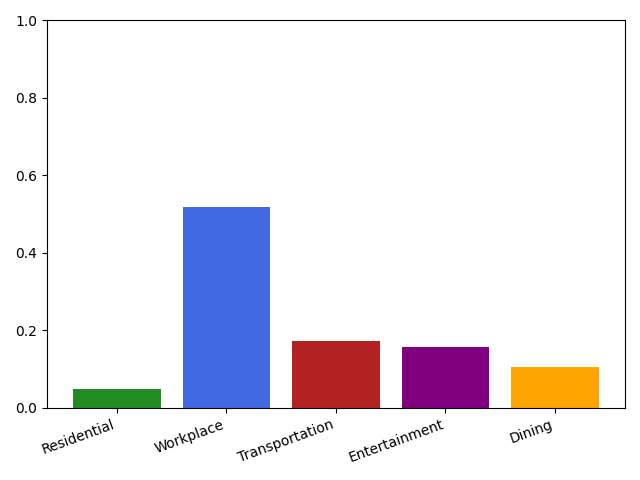 1.0
0.8
0.6
0.4
0.2
0.0
Residential
Workplace
Transportation
Entertainment
Dining